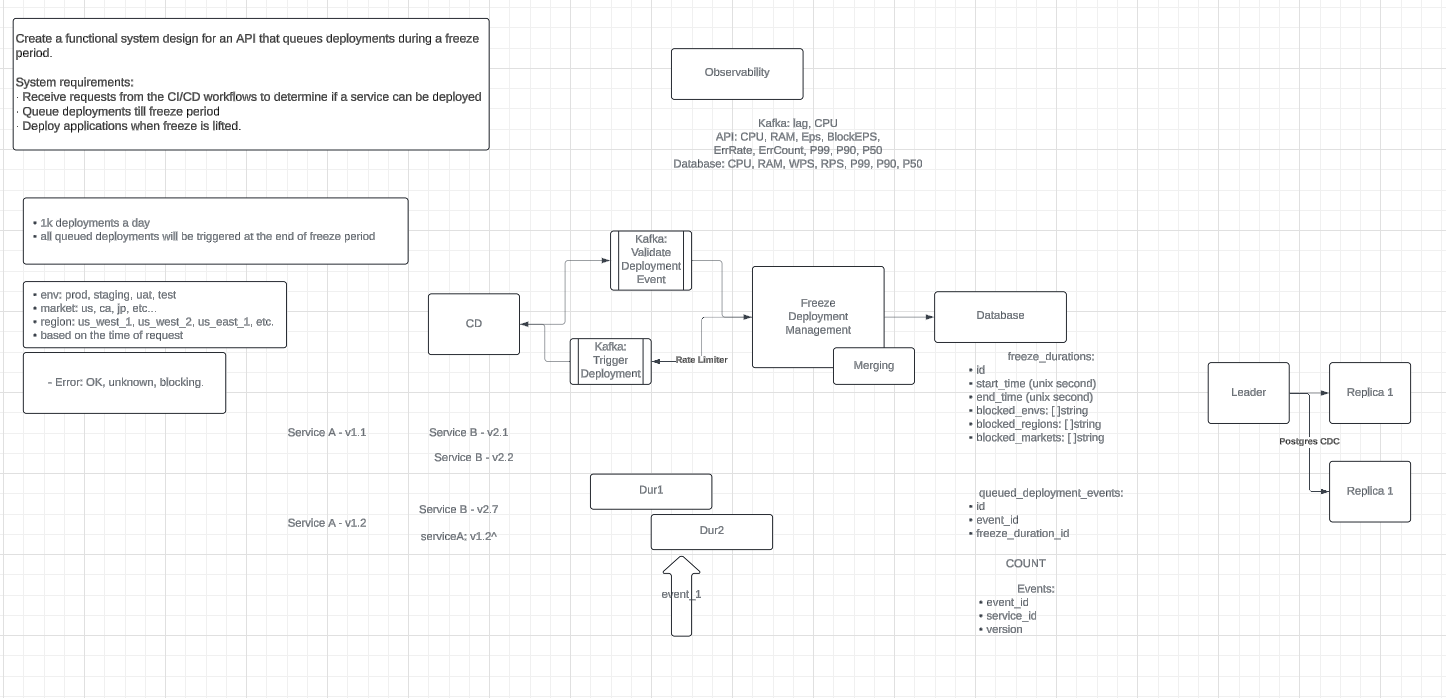 Create a functional system design for an API that queues deployments during a freeze
period.
System requirements:
· Receive requests from the CI/CD workflows to determine if a service can be deployed
· Queue deployments till freeze period
· Deploy applications when freeze is lifted.
Observability
Kafka: lag, CPU
API: CPU, RAM, Eps, BlockEPS,
ErrRate, ErrCount, P99, P90, P50
Database: CPU, RAM, WPS, RPS, P99, P90, P50
• 1k deployments a day
• all queued deployments will be triggered at the end of freeze period
• env: prod, staging, uat, test
• market: us, ca, jp, etc...
• region: us_west_1, us_west_2, us_east_1, etc.
• based on the time of request
- Error: OK, unknown, blocking.
CD
Kafka:
Validate
Deployment
Event
Kafka:
Trigger
Deployment
Rate Limiter
Freeze
Deployment
Management
Merging
Database
freeze_durations:
• id
• start_time (unix second)
• end_time (unix second)
• blocked_envs: [ ]string
• blocked_regions: [ ]string
• blocked_markets: [ ]string
Leader
Replica 1
Postgres CDC
Replica 1
Service A - v1.1
Service B - v2.1
Service B - v2.2
Service B - v2.7
Service A - v1.2
serviceA; v1.2^
Dur1
Dur2
event_1
queued_deployment_events:
• id
• event_id
• freeze_duration_id
COUNT
Events:
• event_id
• service_id
• version